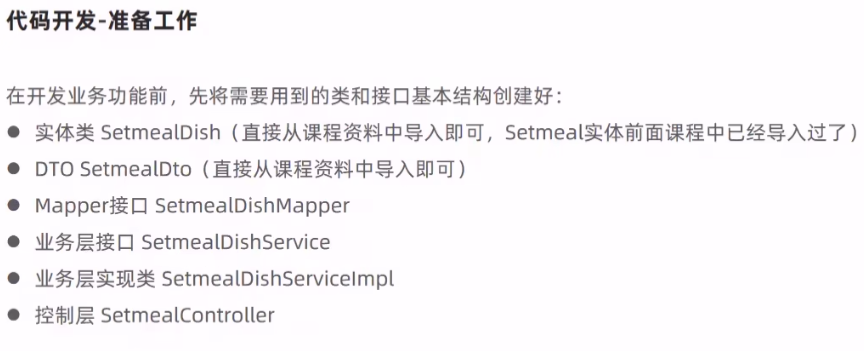 代码开发-准备工作
在开发业务功能前，先将需要用到的类和接口基本结构创建好：
● 实体类 SetmealDish（直接从课程资料中导入即可，Setmeal实体前面课程中已经导入过了）
● DTO SetmealDto（直接从课程资料中导入即可）
● Mapper接口 SetmealDishMapper
● 业务层接口 SetmealDishService
● 业务层实现类 SetmealDishServiceImpl
● 控制层 SetmealController